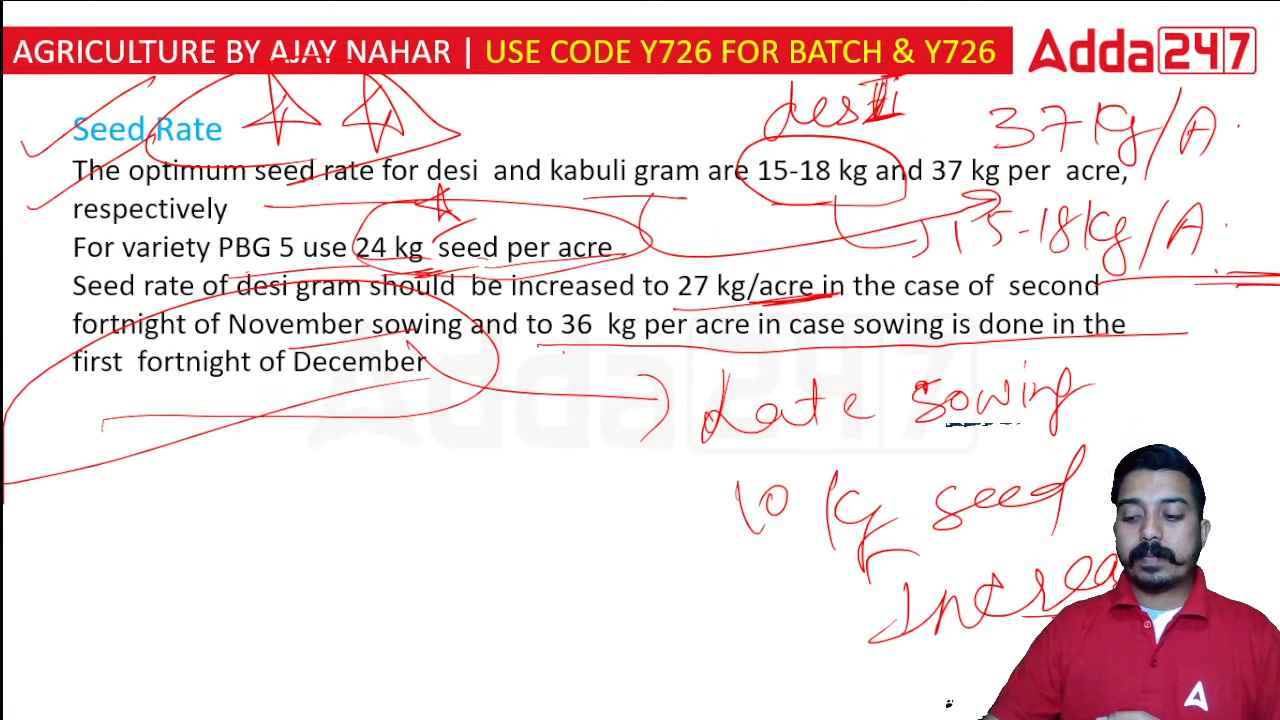 AGRICULTURE BY AJAY NAHAR | USE CODE Y726 FOR BATCH & Y726
Adda247
Seed Rate
desi
37 Kg/A.
The optimum seed rate for desi and kabuli gram are 15-18 kg and 37 kg per acre,
respectively
15-18 Kg/A.
For variety PBG 5 use 24 kg seed per acre
Seed rate of desi gram should be increased to 27 kg/acre in the case of second
fortnight of November sowing and to 36 kg per acre in case sowing is done in the
first fortnight of December
Adda247
Late sowing
10 kg seed
Increa